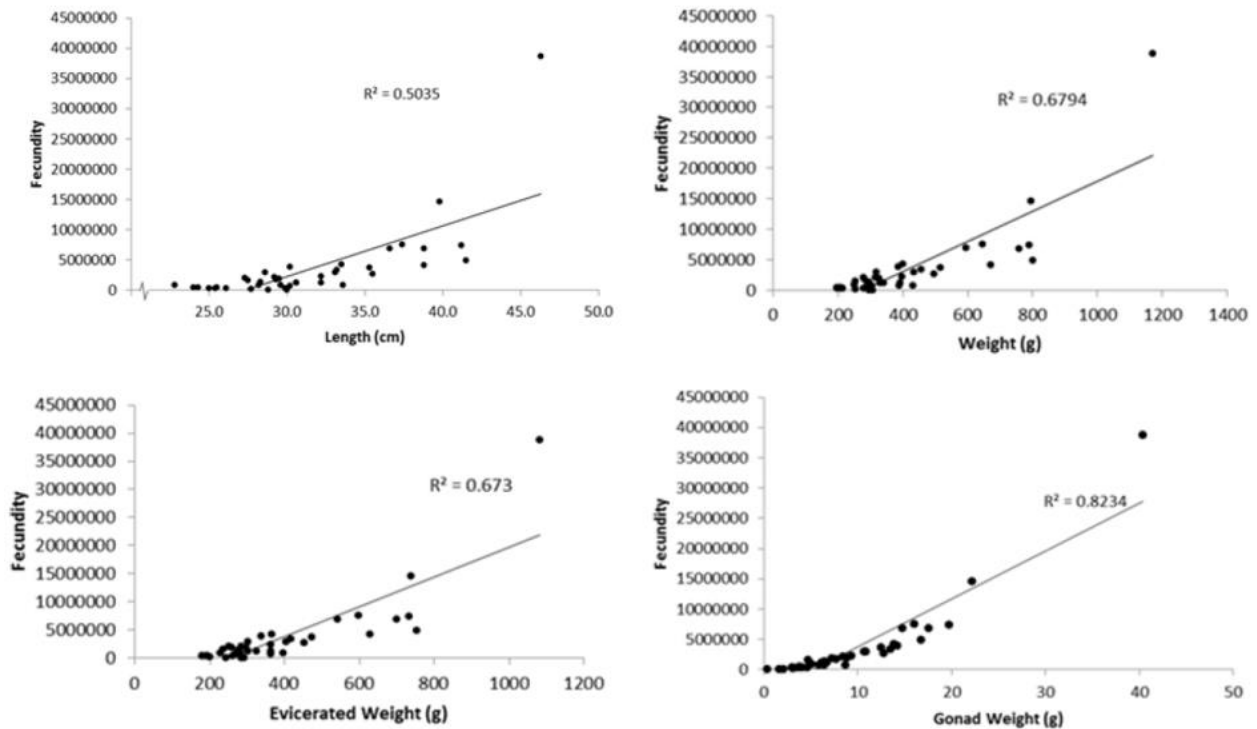 45000000
40000000
35000000
30000000
25000000
20000000
15000000
10000000
5000000
0
Fecundity
R² = 0.5035
25.0 30.0 35.0 40.0 45.0 50.0
Length (cm)
45000000
40000000
35000000
30000000
25000000
20000000
15000000
10000000
5000000
0
Fecundity
R² = 0.6794
0 200 400 600 800 1000 1200 1400
Weight (g)
45000000
40000000
35000000
30000000
25000000
20000000
15000000
10000000
5000000
0
Fecundity
R² = 0.673
0 200 400 600 800 1000 1200
Evicerated Weight (g)
45000000
40000000
35000000
30000000
25000000
20000000
15000000
10000000
5000000
0
Fecundity
R² = 0.8234
0 10 20 30 40 50
Gonad Weight (g)